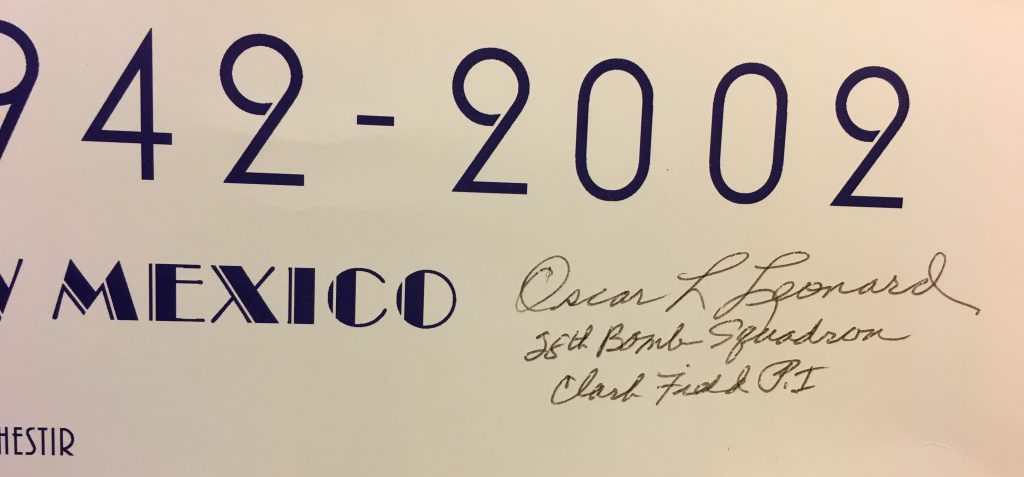 942-2002
MEXICO
Oscar L Leonard
28th Bomb Squadron
Clark Field P.I
HESTIR